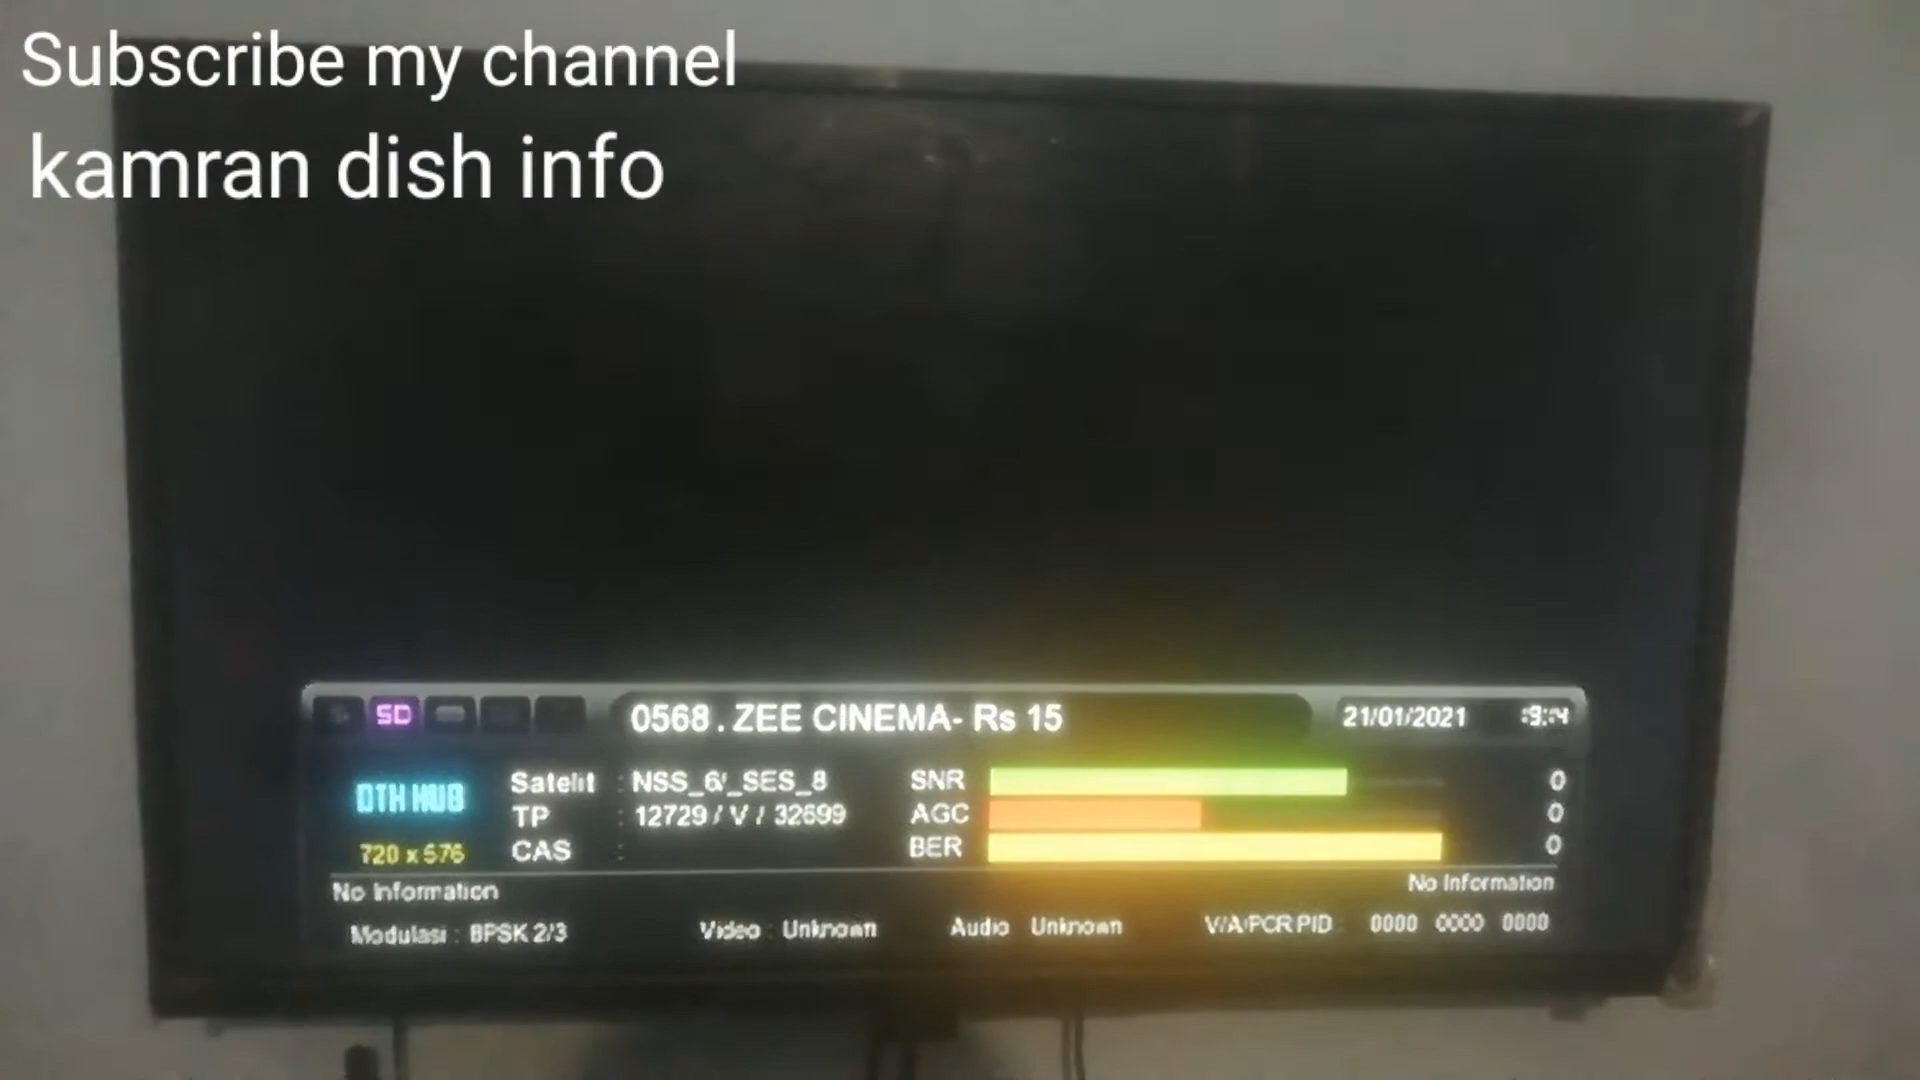 Subscribe my channel
kamran dish info
SD
0568 . ZEE CINEMA- Rs 15
21/01/2021
DTH HUB
720 x 576
Satelit : NSS_6/_SES_8
TP : 12729 / V / 32699
CAS :
SNR 0
AGC 0
BER 0
No Information
No Information
Modulasi : 8PSK 2/3
Video : Unknown
Audio Unknown
V/A/PCR PID : 0000 0000 0000